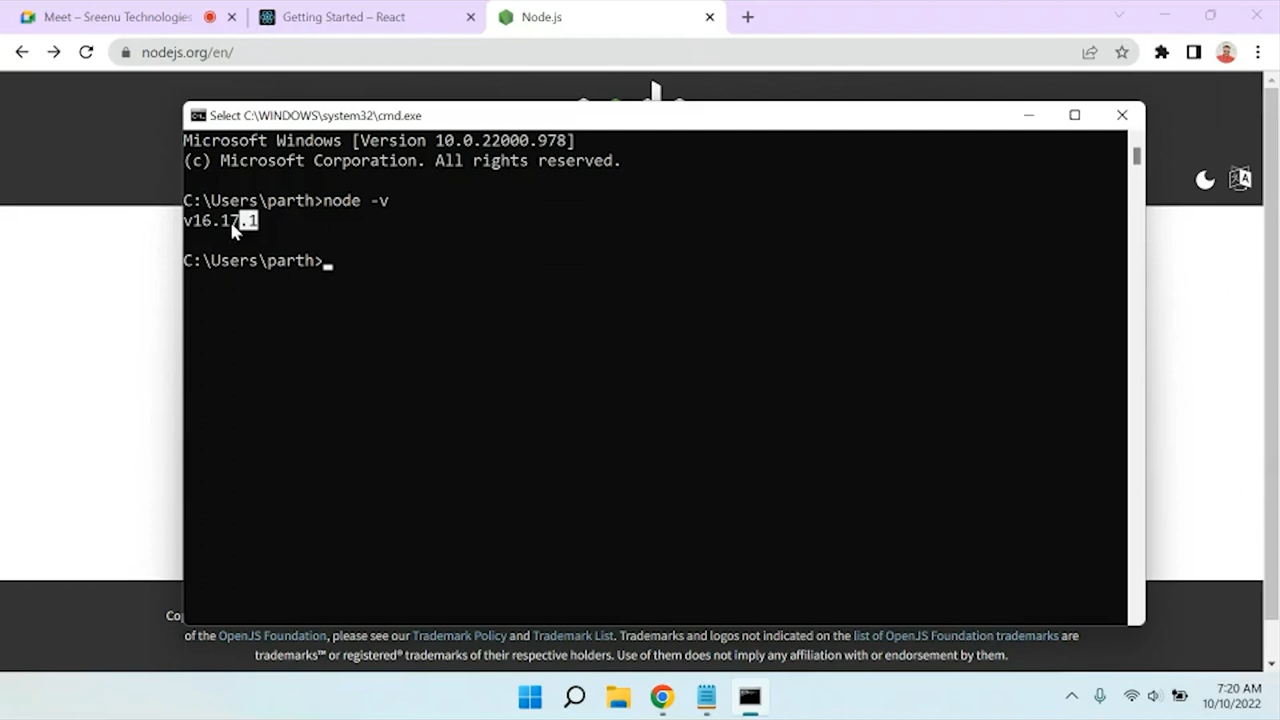 Meet – Sreenu Technologies
Getting Started – React
Node.js
nodejs.org/en/
Select C:\WINDOWS\system32\cmd.exe
Microsoft Windows [Version 10.0.22000.978]
(c) Microsoft Corporation. All rights reserved.
C:\Users\parth>node -v
v16.17.1
C:\Users\parth>
of the OpenJS Foundation, please see our Trademark Policy and Trademark List. Trademarks and logos not indicated on the list of OpenJS Foundation trademarks are
trademarks™ or registered® trademarks of their respective holders. Use of them does not imply any affiliation with or endorsement by them.
7:20 AM
10/10/2022